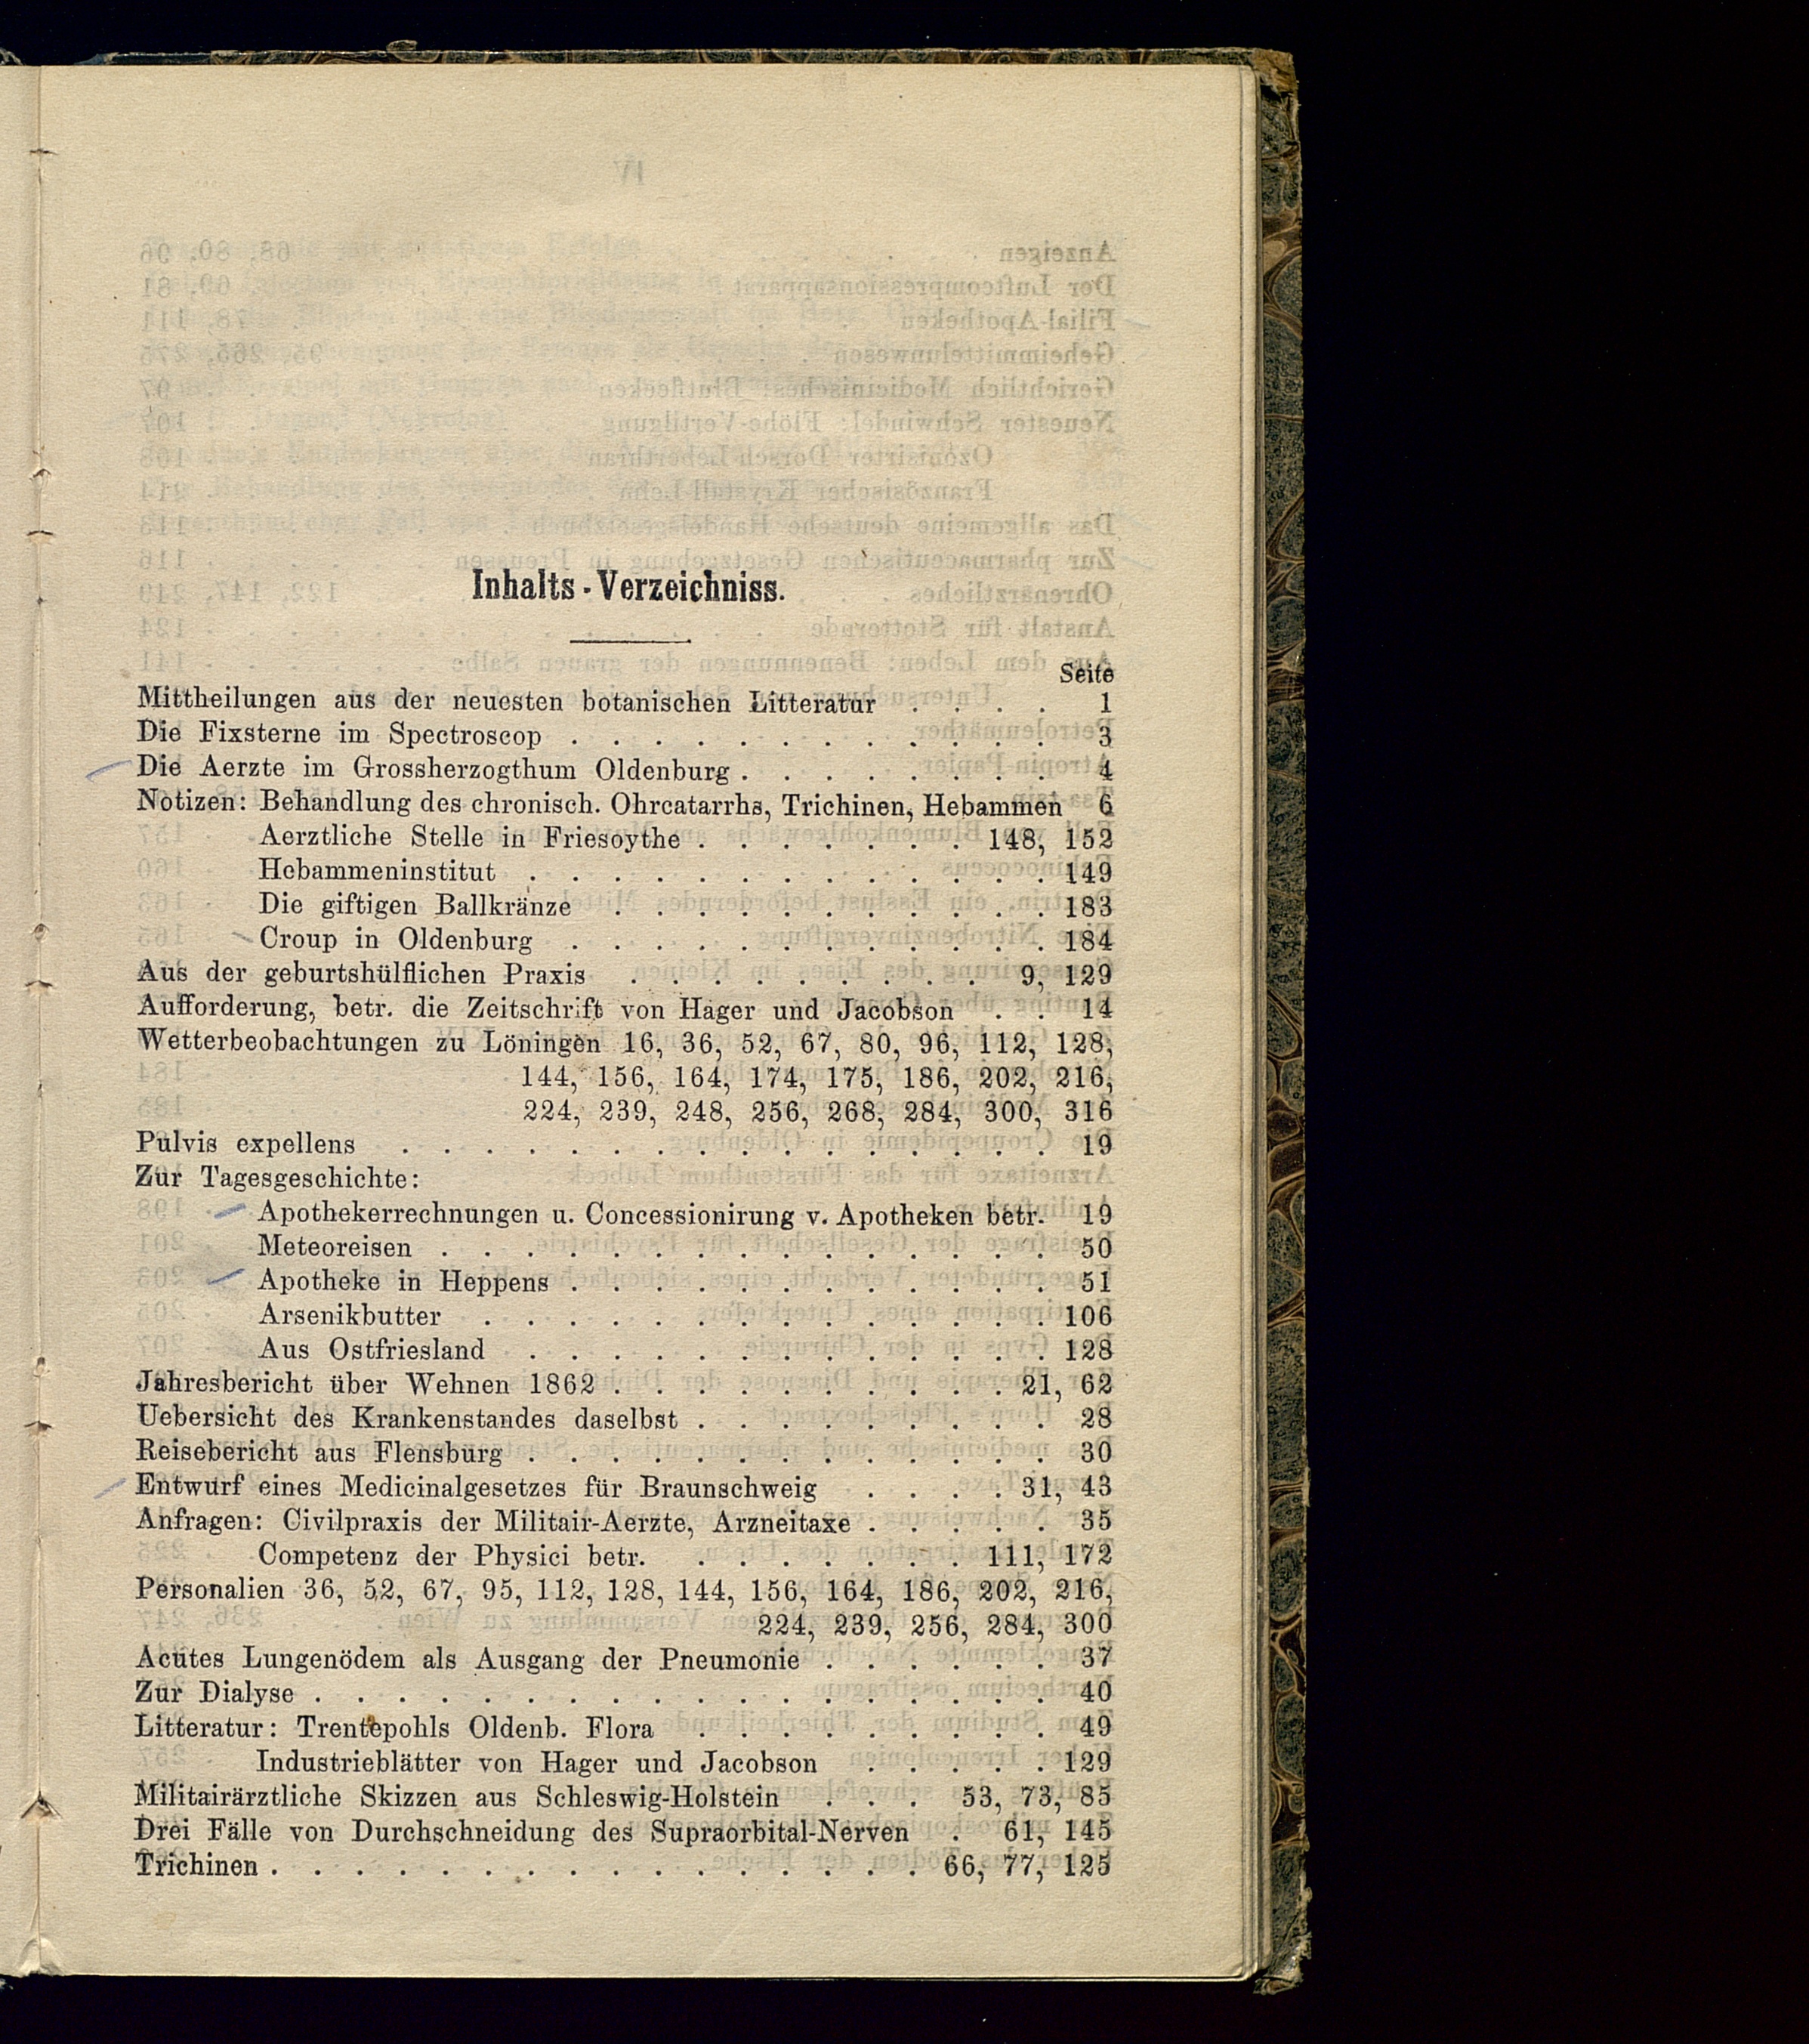 Inhalts-Verzeichniss.
Seite
Mittheilungen aus der neuesten botanischen Litteratur . . . . 1
Die Fixsterne im Spectroscop . . . . . . . . . . . . 3
Die Aerzte im Grossherzogthum Oldenburg . . . . . . . . 4
Notizen: Behandlung des chronisch. Ohrcatarrhs, Trichinen, Hebammen 6
Aerztliche Stelle in Friesoythe . . . . . . . 148, 152
Hebammeninstitut . . . . . . . . . . . . . 149
Die giftigen Ballkränze . . . . . . . . . . . 183
Croup in Oldenburg . . . . . . . . . . . . 184
Aus der geburtshülflichen Praxis . . . . . . . . . 9, 129
Aufforderung, betr. die Zeitschrift von Hager und Jacobson . . 14
Wetterbeobachtungen zu Löningen 16, 36, 52, 67, 80, 96, 112, 128,
144, 156, 164, 174, 175, 186, 202, 216,
224, 239, 248, 256, 268, 284, 300, 316
Pulvis expellens . . . . . . . . . . . . . . . . 19
Zur Tagesgeschichte:
Apothekerrechnungen u. Concessionirung v. Apotheken betr. 19
Meteoreisen . . . . . . . . . . . . . . . 50
Apotheke in Heppens . . . . . . . . . . . . 51
Arsenikbutter . . . . . . . . . . . . . . 106
Aus Ostfriesland . . . . . . . . . . . . . 128
Jahresbericht über Wehnen 1862 . . . . . . . . . . 21, 62
Uebersicht des Krankenstandes daselbst . . . . . . . . . 28
Reisebericht aus Flensburg . . . . . . . . . . . . . 30
Entwurf eines Medicinalgesetzes für Braunschweig . . . . 31, 43
Anfragen: Civilpraxis der Militair-Aerzte, Arzneitaxe . . . . . 35
Competenz der Physici betr. . . . . . . . 111, 172
Personalien 36, 52, 67, 95, 112, 128, 144, 156, 164, 186, 202, 216,
224, 239, 256, 284, 300
Acutes Lungenödem als Ausgang der Pneumonie . . . . . . 37
Zur Dialyse . . . . . . . . . . . . . . . . . . 40
Litteratur: Trentepohls Oldenb. Flora . . . . . . . . . 49
Industrieblätter von Hager und Jacobson . . . . . 129
Militairärztliche Skizzen aus Schleswig-Holstein . . . 53, 73, 85
Drei Fälle von Durchschneidung des Supraorbital-Nerven . 61, 145
Trichinen . . . . . . . . . . . . . . . . 66, 77, 125